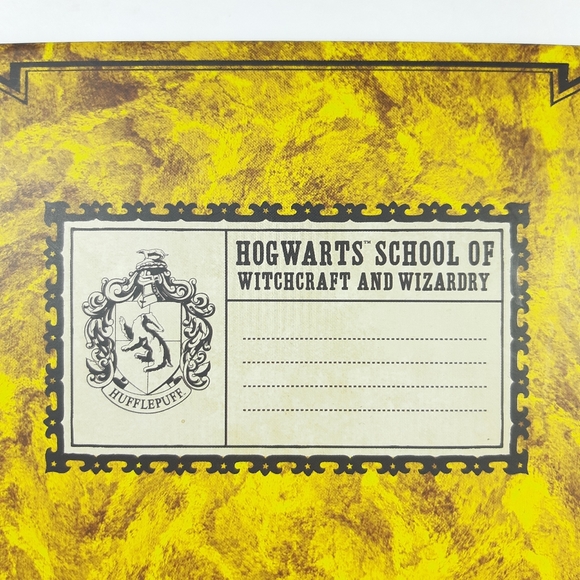 HOGWARTS™ SCHOOL OF
WITCHCRAFT AND WIZARDRY
HUFFLEPUFF